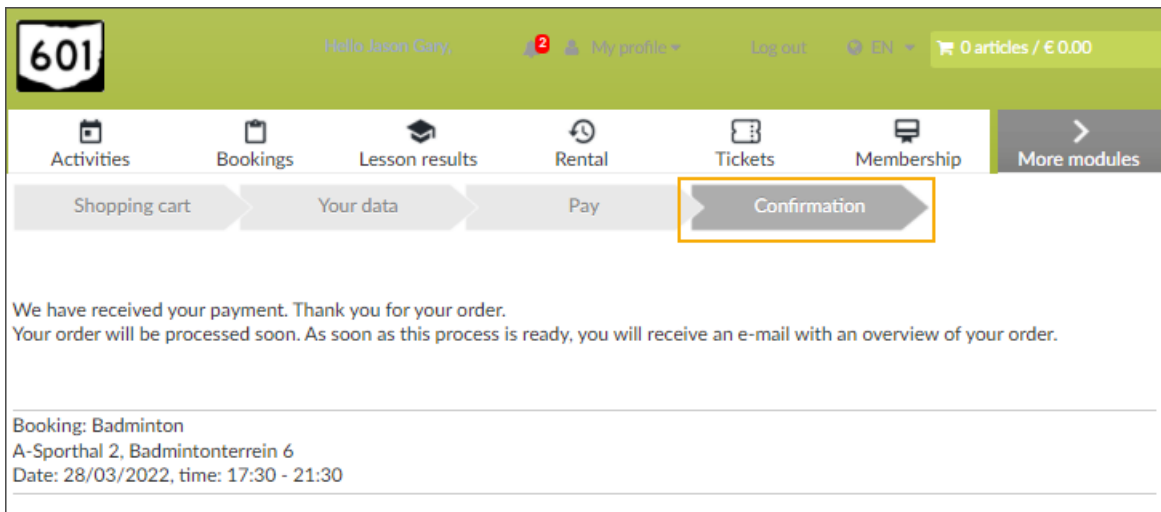 601
Hello Jason Gary,
2
My profile
Log out
EN
0 articles / € 0.00
Activities
Bookings
Lesson results
Rental
Tickets
Membership
More modules
Shopping cart
Your data
Pay
Confirmation
We have received your payment. Thank you for your order.
Your order will be processed soon. As soon as this process is ready, you will receive an e-mail with an overview of your order.
Booking: Badminton
A-Sporthal 2, Badmintonterrein 6
Date: 28/03/2022, time: 17:30 - 21:30